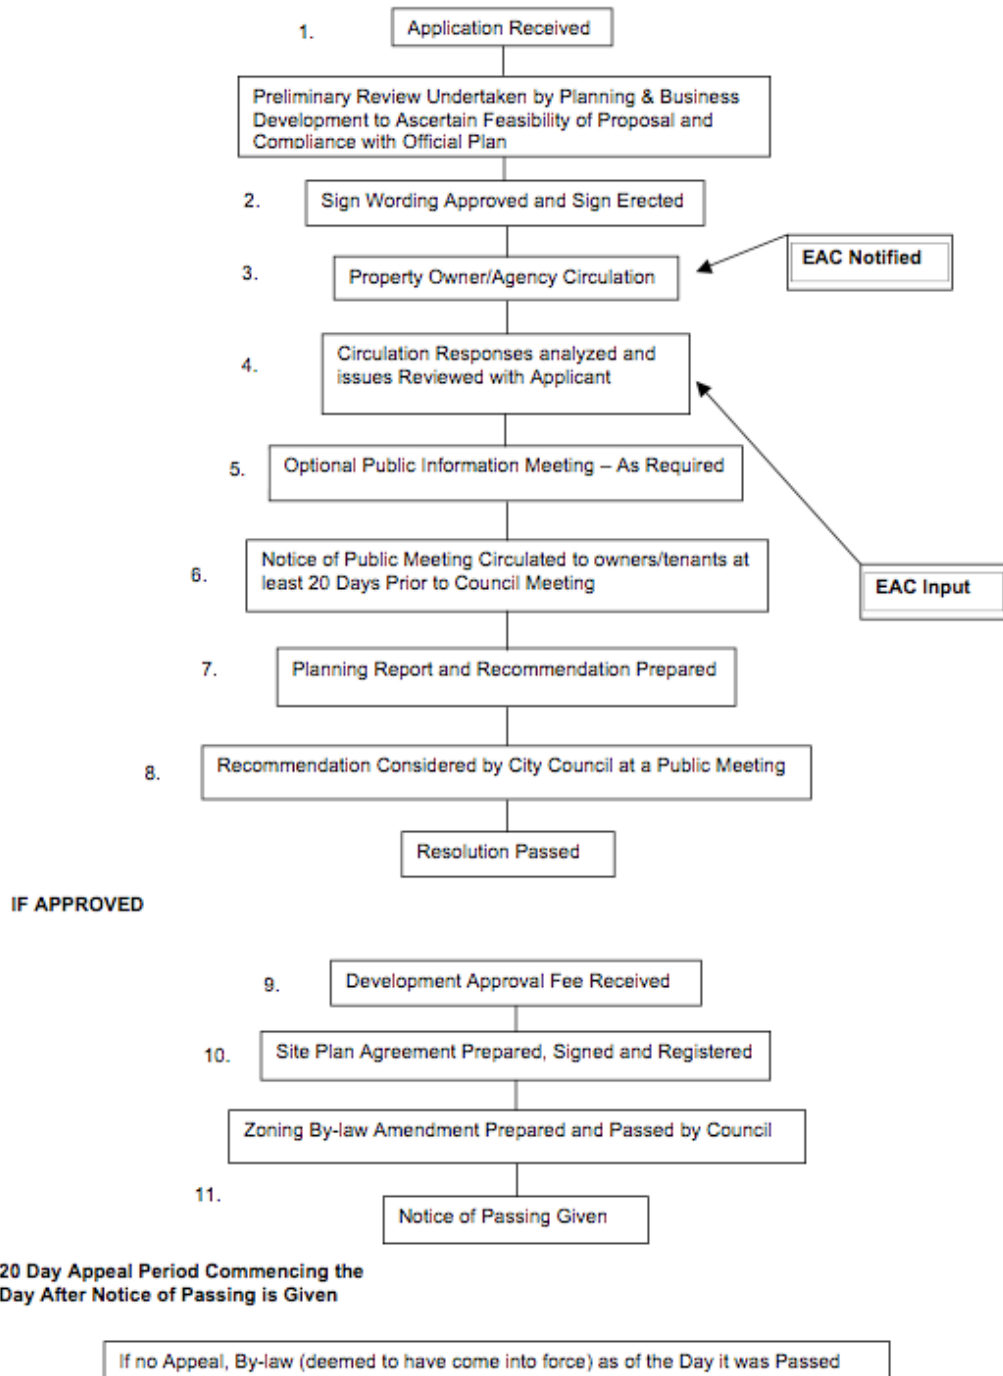 1.
Application Received
Preliminary Review Undertaken by Planning & Business
Development to Ascertain Feasibility of Proposal and
Compliance with Official Plan
2.
Sign Wording Approved and Sign Erected
EAC Notified
3.
Property Owner/Agency Circulation
4.
Circulation Responses analyzed and
issues Reviewed with Applicant
5.
Optional Public Information Meeting – As Required
6.
Notice of Public Meeting Circulated to owners/tenants at
least 20 Days Prior to Council Meeting
EAC Input
7.
Planning Report and Recommendation Prepared
8.
Recommendation Considered by City Council at a Public Meeting
Resolution Passed
IF APPROVED
9.
Development Approval Fee Received
10.
Site Plan Agreement Prepared, Signed and Registered
Zoning By-law Amendment Prepared and Passed by Council
11.
Notice of Passing Given
20 Day Appeal Period Commencing the
Day After Notice of Passing is Given
If no Appeal, By-law (deemed to have come into force) as of the Day it was Passed